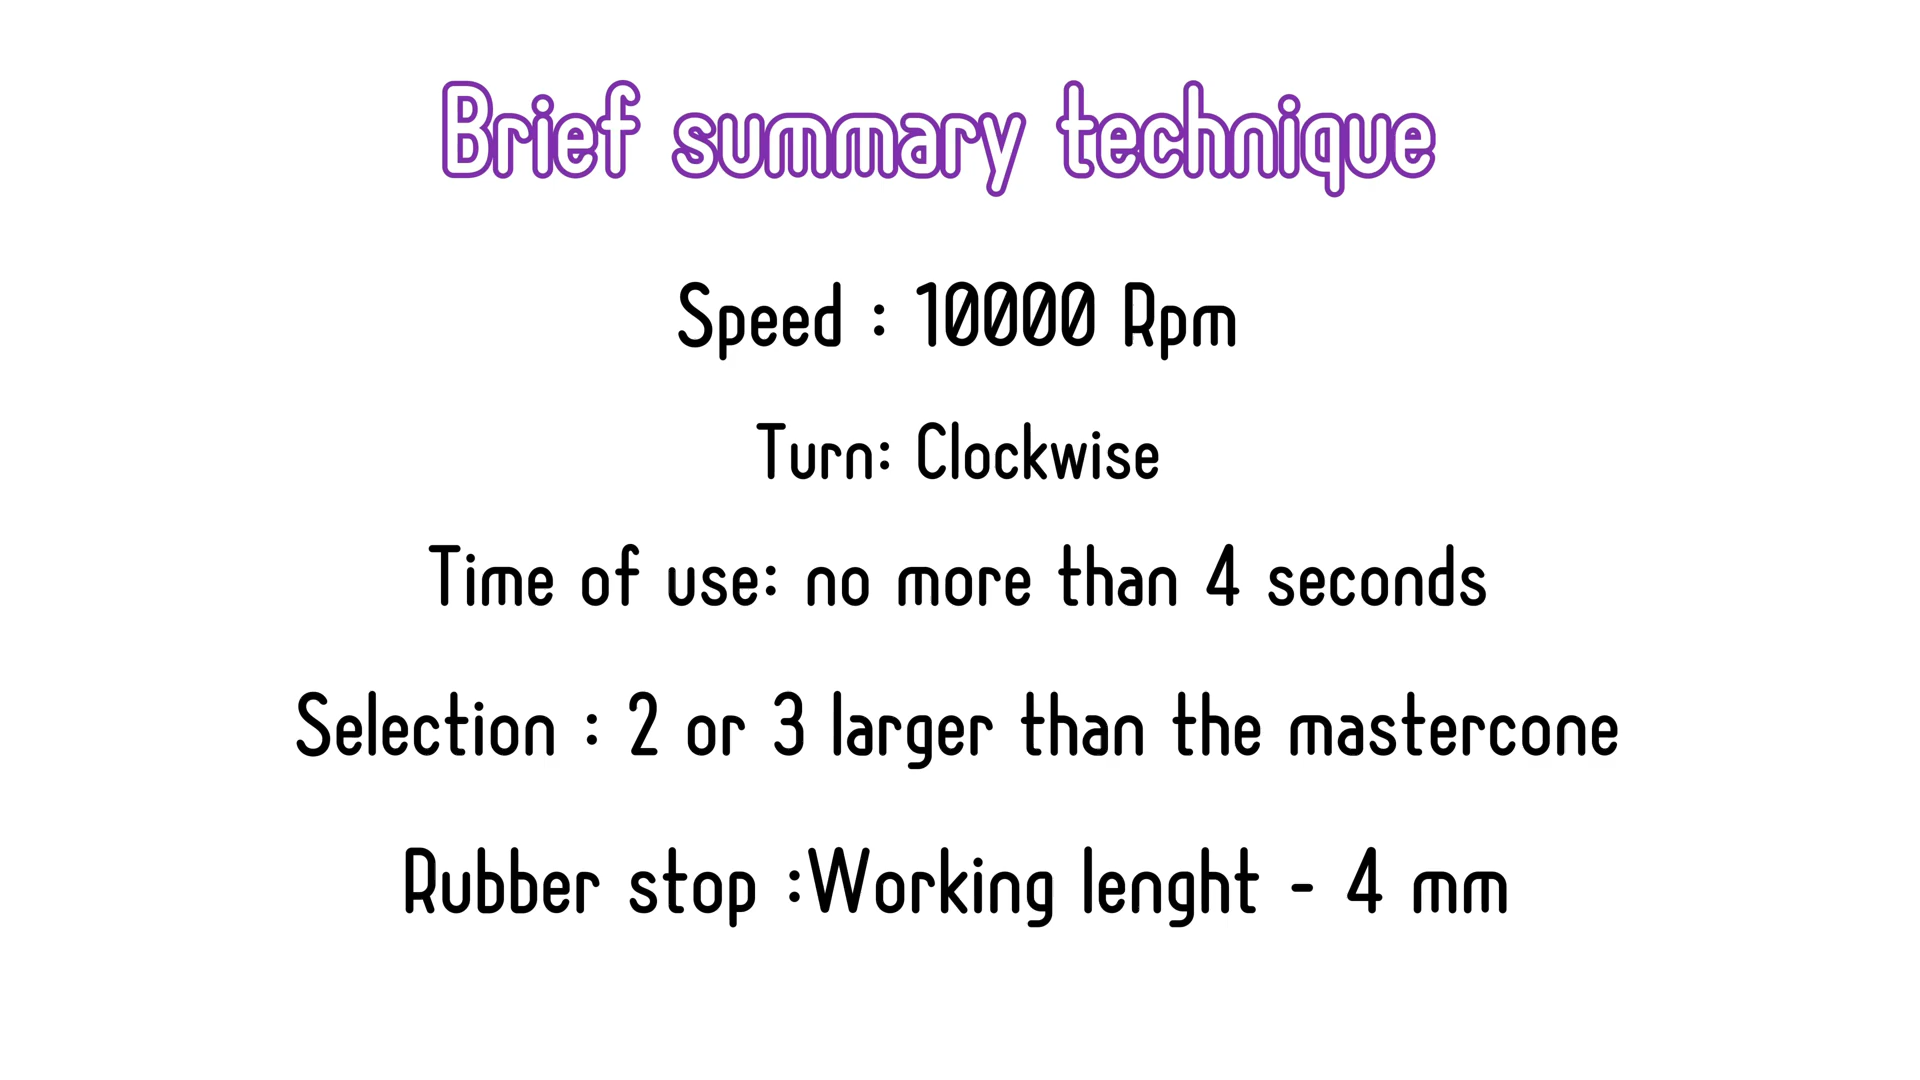 Brief summary technique
Speed : 10000 Rpm
Turn: Clockwise
Time of use: no more than 4 seconds
Selection : 2 or 3 larger than the mastercone
Rubber stop :Working lenght - 4 mm